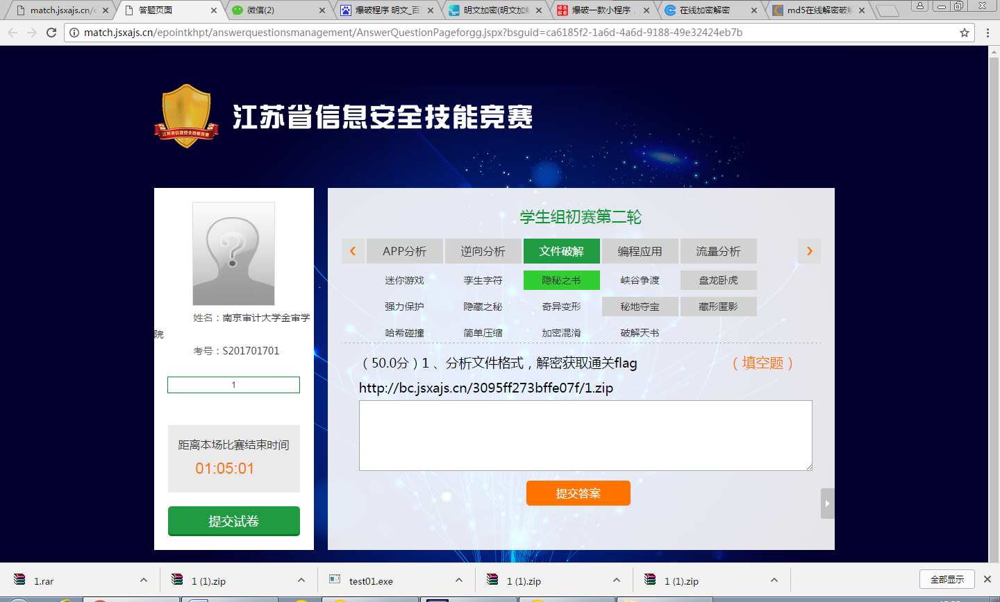 match.jsxajs.cn/e
答题页面
微信(2)
爆破程序 明文_百
明文加密(明文加
爆破一款小程序
在线加密解密
md5在线解密破解
match.jsxajs.cn/epointkhpt/answerquestionsmanagement/AnswerQuestionPageforgg.jspx?bsguid=ca6185f2-1a6d-4a6d-9188-49e32424eb7b
江苏省信息安全技能竞赛
江苏省信息安全技能竞赛
姓名：南京审计大学金审学
院
考号：S201701701
1
距离本场比赛结束时间
01:05:01
提交试卷
学生组初赛第二轮
APP分析 逆向分析 文件破解 编程应用 流量分析
迷你游戏 孪生字符 隐秘之书 峡谷争渡 盘龙卧虎
强力保护 隐藏之秘 奇异变形 秘地夺宝 藏形匿影
哈希碰撞 简单压缩 加密混淆 破解天书
（50.0分）1 、分析文件格式，解密获取通关flag （填空题）
http://bc.jsxajs.cn/3095ff273bffe07f/1.zip
提交答案
1.rar
1 (1).zip
test01.exe
1 (1).zip
1 (1).zip
全部显示